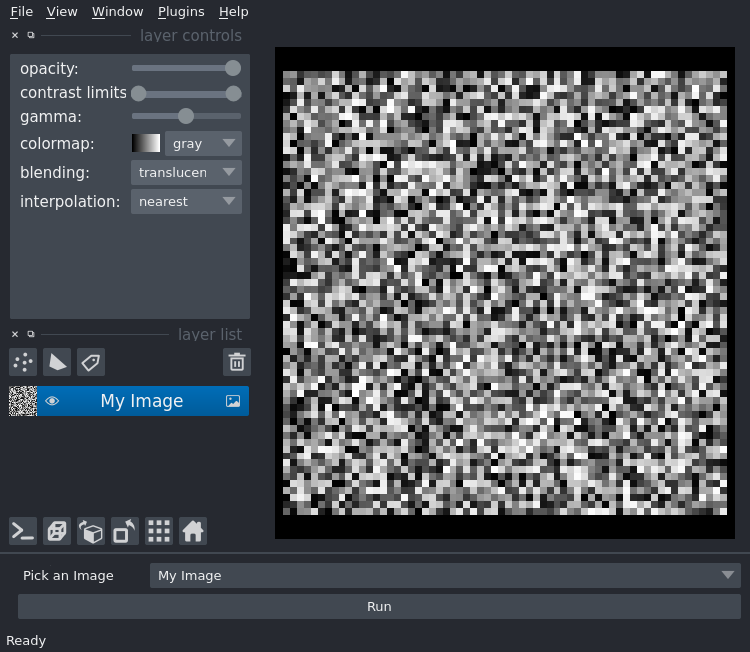 File View Window Plugins Help
layer controls
opacity:
contrast limits
gamma:
colormap: gray
blending: translucen
interpolation: nearest
layer list
My Image
Pick an Image My Image
Run
Ready